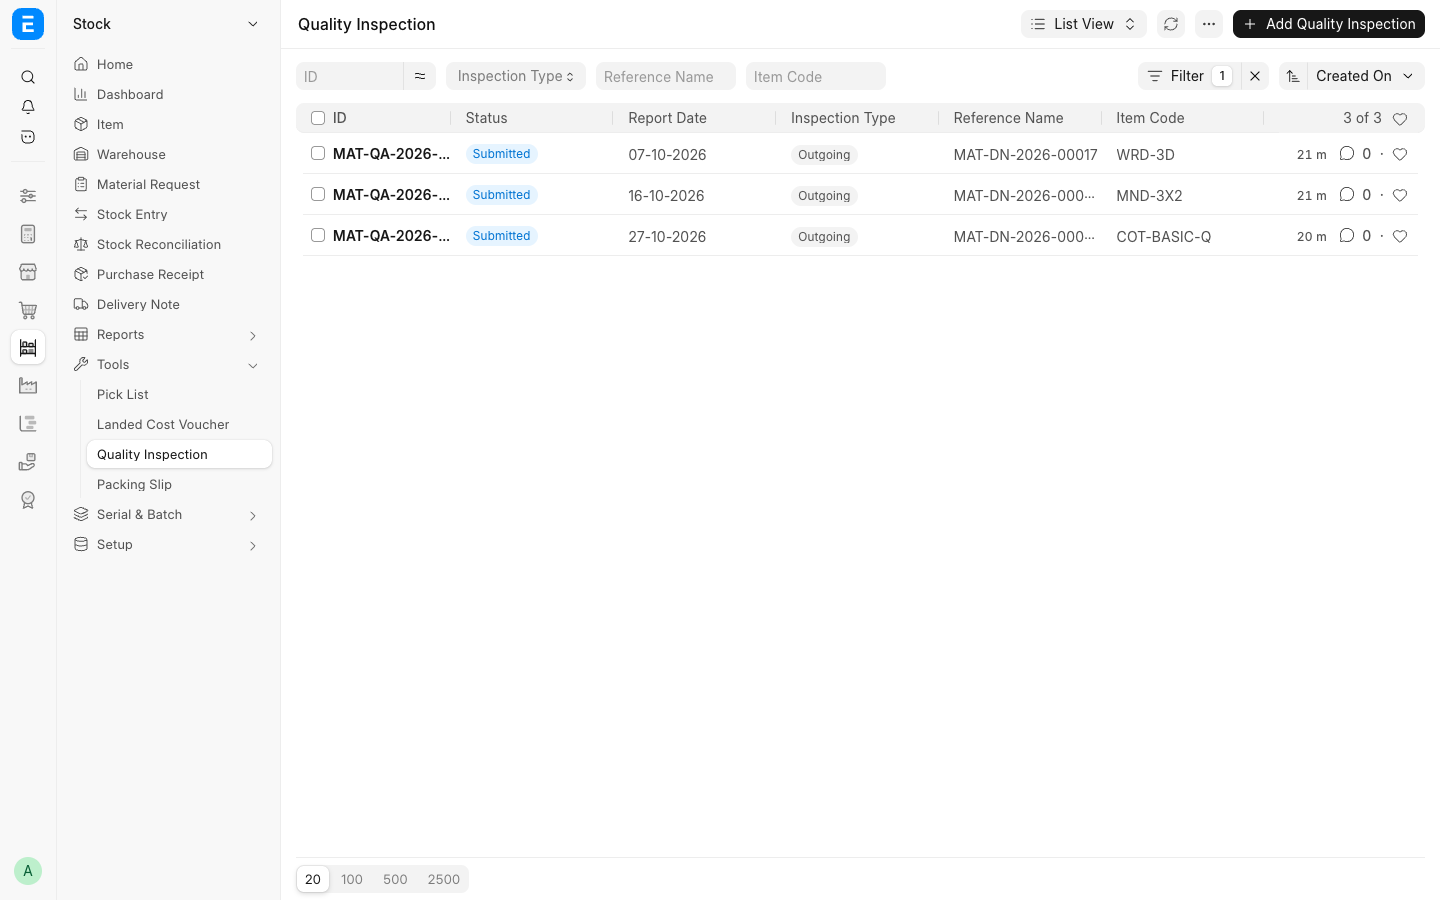 Stock
Home
Dashboard
Item
Warehouse
Material Request
Stock Entry
Stock Reconciliation
Purchase Receipt
Delivery Note
Reports
Tools
Pick List
Landed Cost Voucher
Quality Inspection
Packing Slip
Serial & Batch
Setup
A
Quality Inspection
List View
Add Quality Inspection
ID
Inspection Type
Reference Name
Item Code
Filter 1
Created On
ID Status Report Date Inspection Type Reference Name Item Code 3 of 3
MAT-QA-2026-... Submitted 07-10-2026 Outgoing MAT-DN-2026-00017 WRD-3D 21 m 0 ·
MAT-QA-2026-... Submitted 16-10-2026 Outgoing MAT-DN-2026-000... MND-3X2 21 m 0 ·
MAT-QA-2026-... Submitted 27-10-2026 Outgoing MAT-DN-2026-000... COT-BASIC-Q 20 m 0 ·
20 100 500 2500